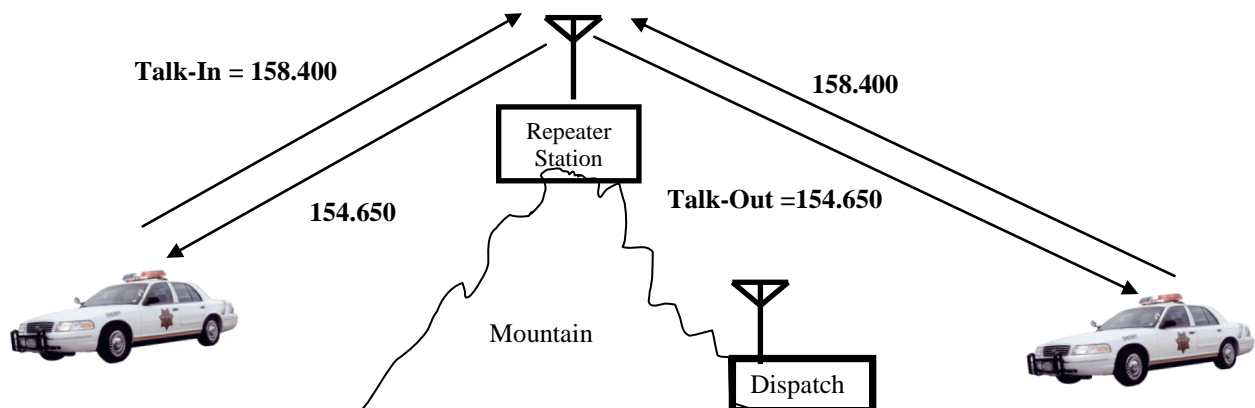 Talk-In = 158.400
158.400
Repeater
Station
154.650
Talk-Out =154.650
Mountain
Dispatch